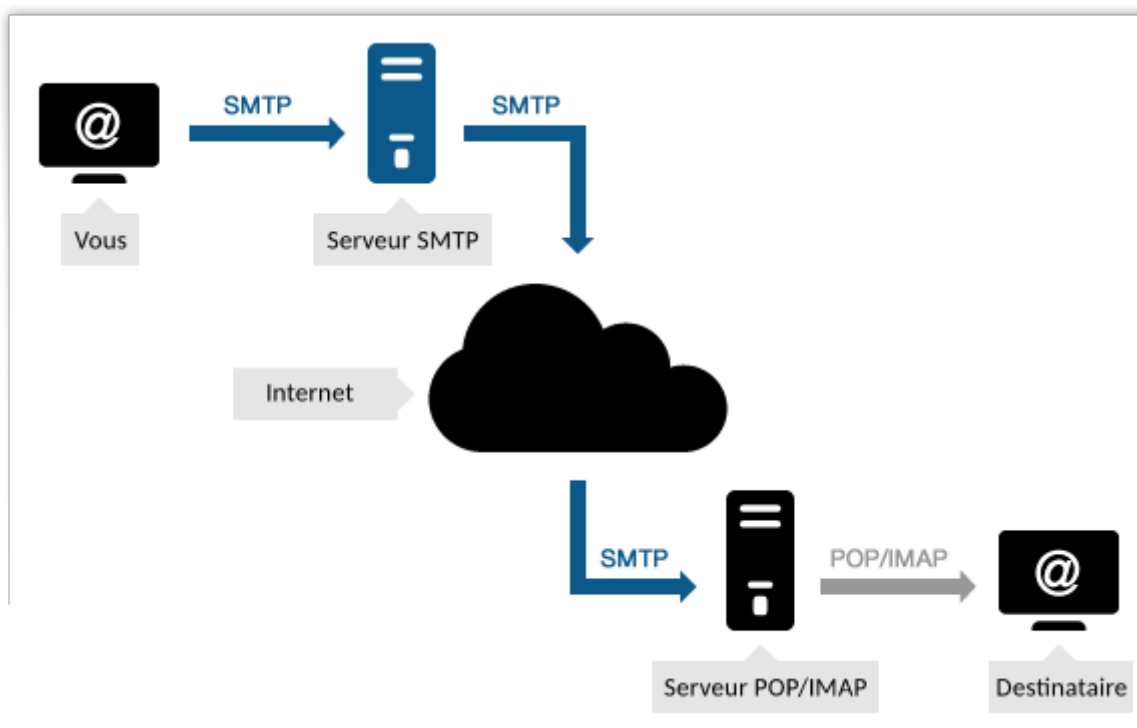 @
SMTP
SMTP
Vous
Serveur SMTP
Internet
SMTP
POP/IMAP
@
Serveur POP/IMAP
Destinataire